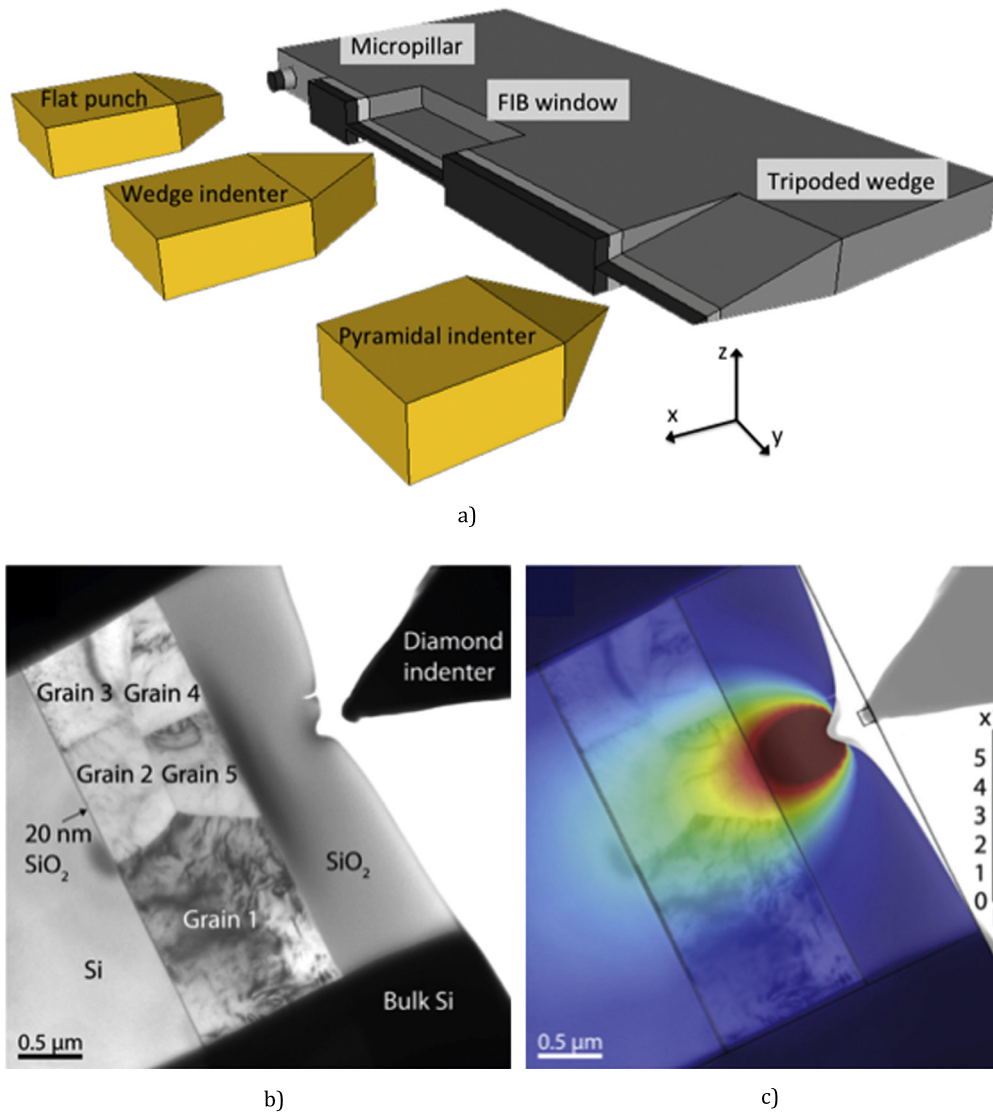 Micropillar
Flat punch
FIB window
Wedge indenter
Tripoded wedge
Pyramidal indenter
z
x
y
a)
Diamond
indenter
Grain 3
Grain 4
Grain 2
Grain 5
20 nm
SiO₂
SiO₂
Grain 1
Si
Bulk Si
0.5 µm
x
5
4
3
2
1
0
0.5 µm
b)
c)